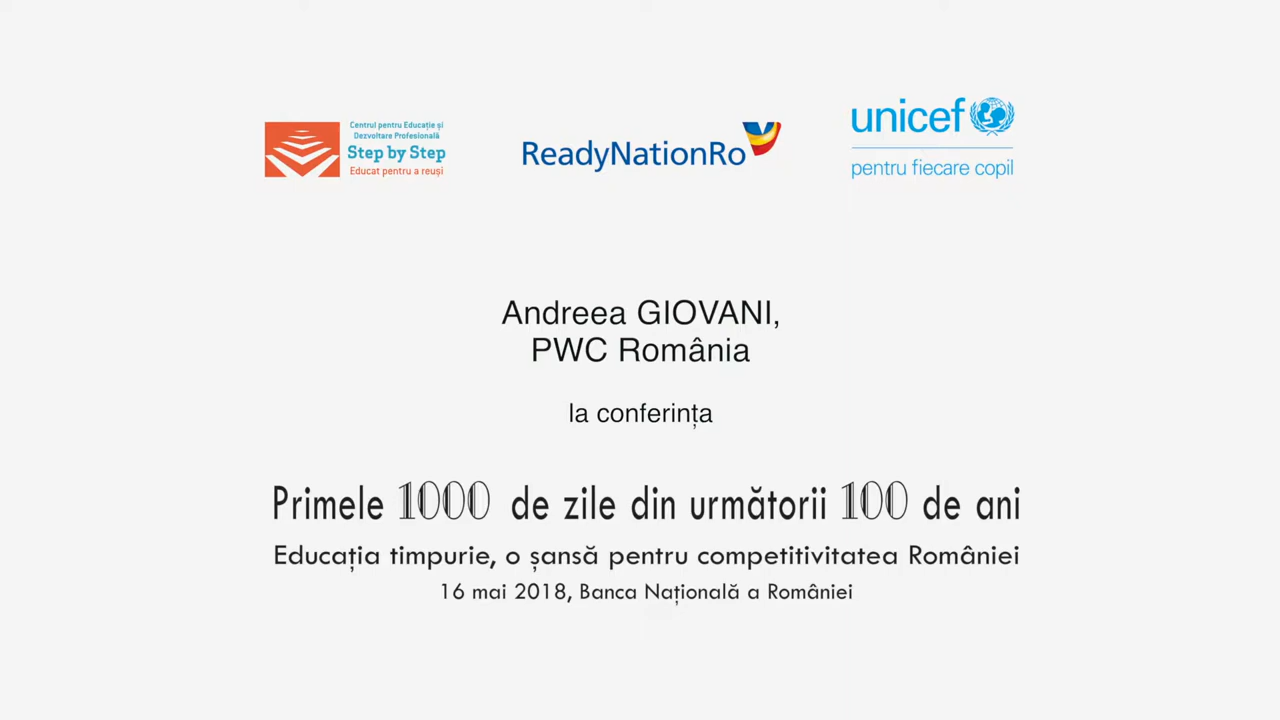 Centrul pentru Educație și
Dezvoltare Profesională
Step by Step
Educat pentru a reuși
ReadyNationRo
unicef
pentru fiecare copil
Andreea GIOVANI,
PWC România
la conferința
Primele 1000 de zile din următorii 100 de ani
Educația timpurie, o șansă pentru competitivitatea României
16 mai 2018, Banca Națională a României